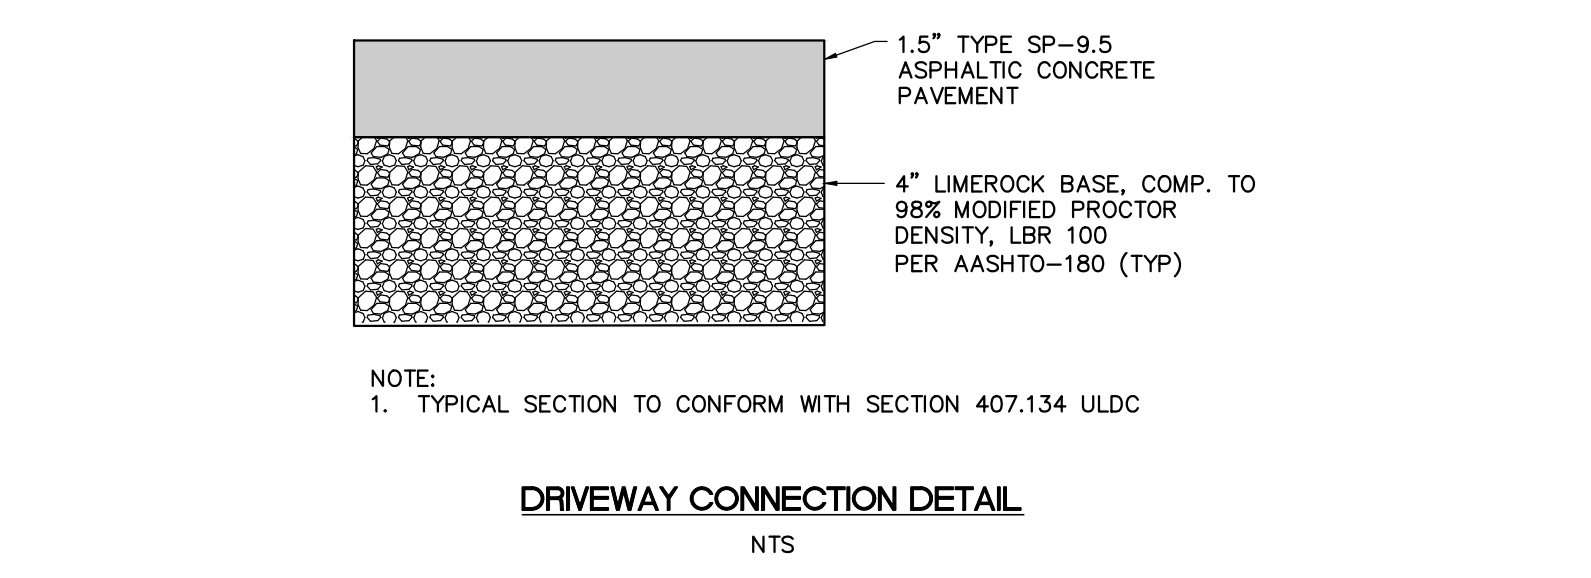 1.5” TYPE SP–9.5
ASPHALTIC CONCRETE
PAVEMENT
4” LIMEROCK BASE, COMP. TO
98% MODIFIED PROCTOR
DENSITY, LBR 100
PER AASHTO–180 (TYP)
NOTE:
1. TYPICAL SECTION TO CONFORM WITH SECTION 407.134 ULDC
DRIVEWAY CONNECTION DETAIL
NTS